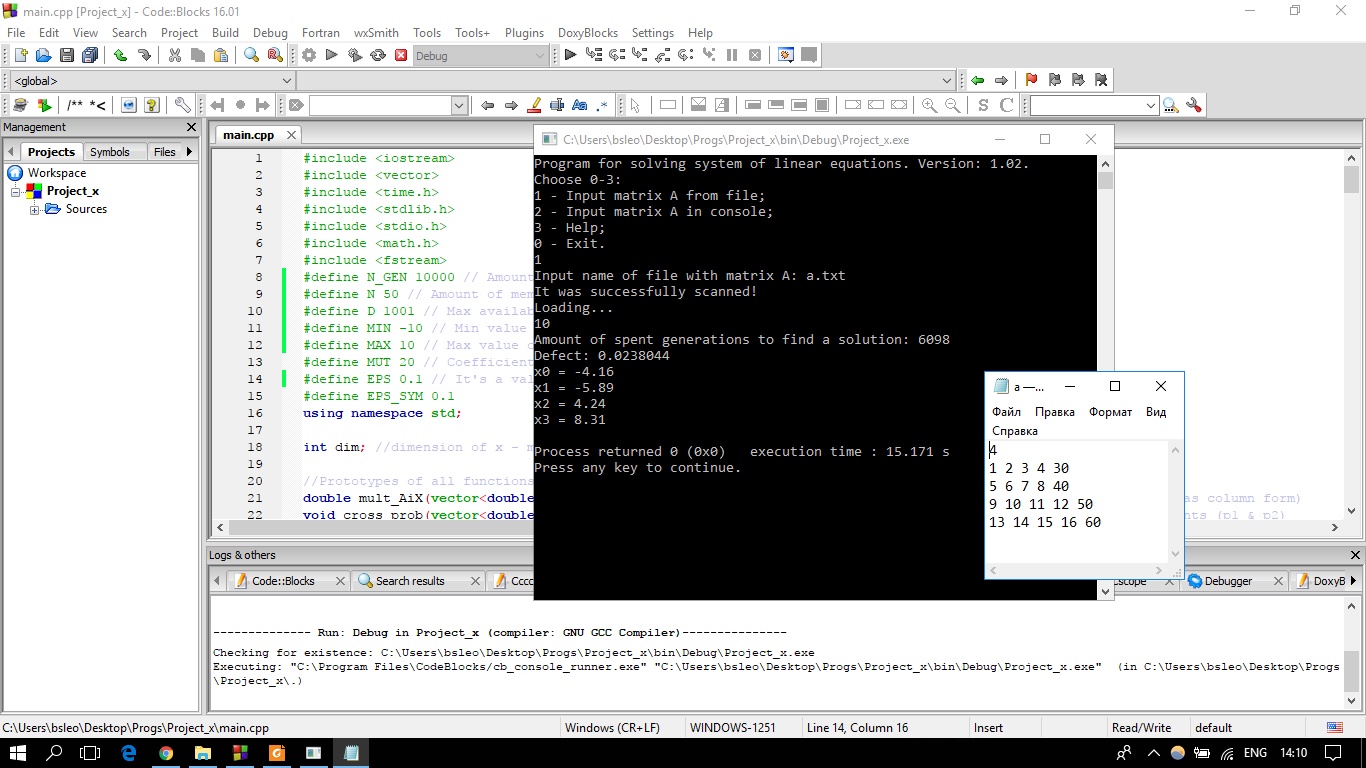 main.cpp [Project_x] - Code::Blocks 16.01
File Edit View Search Project Build Debug Fortran wxSmith Tools Tools+ Plugins DoxyBlocks Settings Help
Debug
<global>
/** *<
Aa .*
S C
Management
Projects Symbols Files
Workspace
Project_x
Sources
main.cpp
1 #include <iostream>
2 #include <vector>
3 #include <time.h>
4 #include <stdlib.h>
5 #include <stdio.h>
6 #include <math.h>
7 #include <fstream>
8 #define N_GEN 10000 // Amount
9 #define N 50 // Amount of mem
10 #define D 1001 // Max availab
11 #define MIN -10 // Min value
12 #define MAX 10 // Max value o
13 #define MUT 20 // Coefficient
14 #define EPS 0.1 // It's a val
15 #define EPS_SYM 0.1
16 using namespace std;
17
18 int dim; //dimension of x - m
19
20 //Prototypes of all functions
21 double mult_AiX(vector<double as column form)
22 void cross_prob(vector<double nts (p1 & p2)
C:\Users\bsleo\Desktop\Progs\Project_x\bin\Debug\Project_x.exe
Program for solving system of linear equations. Version: 1.02.
Choose 0-3:
1 - Input matrix A from file;
2 - Input matrix A in console;
3 - Help;
0 - Exit.
1
Input name of file with matrix A: a.txt
It was successfully scanned!
Loading...
10
Amount of spent generations to find a solution: 6098
Defect: 0.0238044
x0 = -4.16
x1 = -5.89
x2 = 4.24
x3 = 8.31
Process returned 0 (0x0) execution time : 15.171 s
Press any key to continue.
a —...
Файл Правка Формат Вид
Справка
4
1 2 3 4 30
5 6 7 8 40
9 10 11 12 50
13 14 15 16 60
Logs & others
Code::Blocks Search results Cccc Cscope Debugger DoxyB
-------------- Run: Debug in Project_x (compiler: GNU GCC Compiler)---------------
Checking for existence: C:\Users\bsleo\Desktop\Progs\Project_x\bin\Debug\Project_x.exe
Executing: "C:\Program Files\CodeBlocks/cb_console_runner.exe" "C:\Users\bsleo\Desktop\Progs\Project_x\bin\Debug\Project_x.exe" (in C:\Users\bsleo\Desktop\Progs
\Project_x\.)
C:\Users\bsleo\Desktop\Progs\Project_x\main.cpp Windows (CR+LF) WINDOWS-1251 Line 14, Column 16 Insert Read/Write default
ENG 14:10